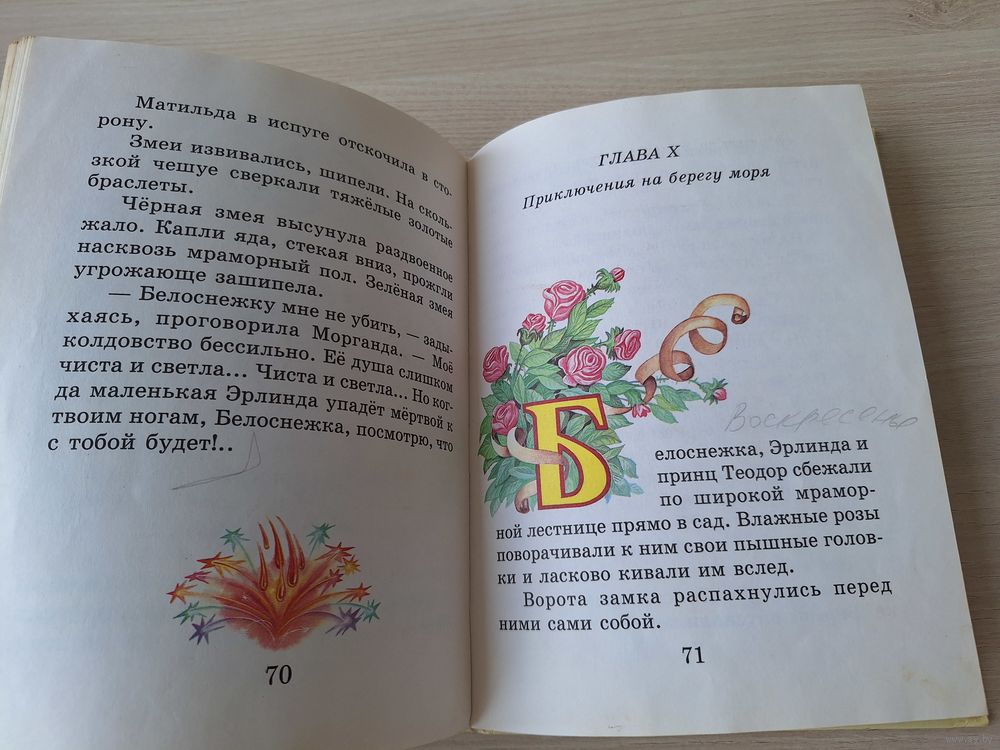 Матильда в испуге отскочила в сто-
рону.
Змеи извивались, шипели. На сколь-
зкой чешуе сверкали тяжёлые золотые
браслеты.
Чёрная змея высунула раздвоенное
жало. Капли яда, стекая вниз, прожгли
насквозь мраморный пол. Зелёная змея
угрожающе зашипела.
— Белоснежку мне не убить, — зады-
хаясь, проговорила Морганда. — Моё
колдовство бессильно. Её душа слишком
чиста и светла... Чиста и светла... Но ког-
да маленькая Эрлинда упадёт мёртвой к
твоим ногам, Белоснежка, посмотрю, что
с тобой будет!..
70
ГЛАВА X
Приключения на берегу моря
Воскресенье
Белоснежка, Эрлинда и
принц Теодор сбежали
по широкой мрамор-
ной лестнице прямо в сад. Влажные розы
поворачивали к ним свои пышные голов-
ки и ласково кивали им вслед.
Ворота замка распахнулись перед
ними сами собой.
71
www.ay.by